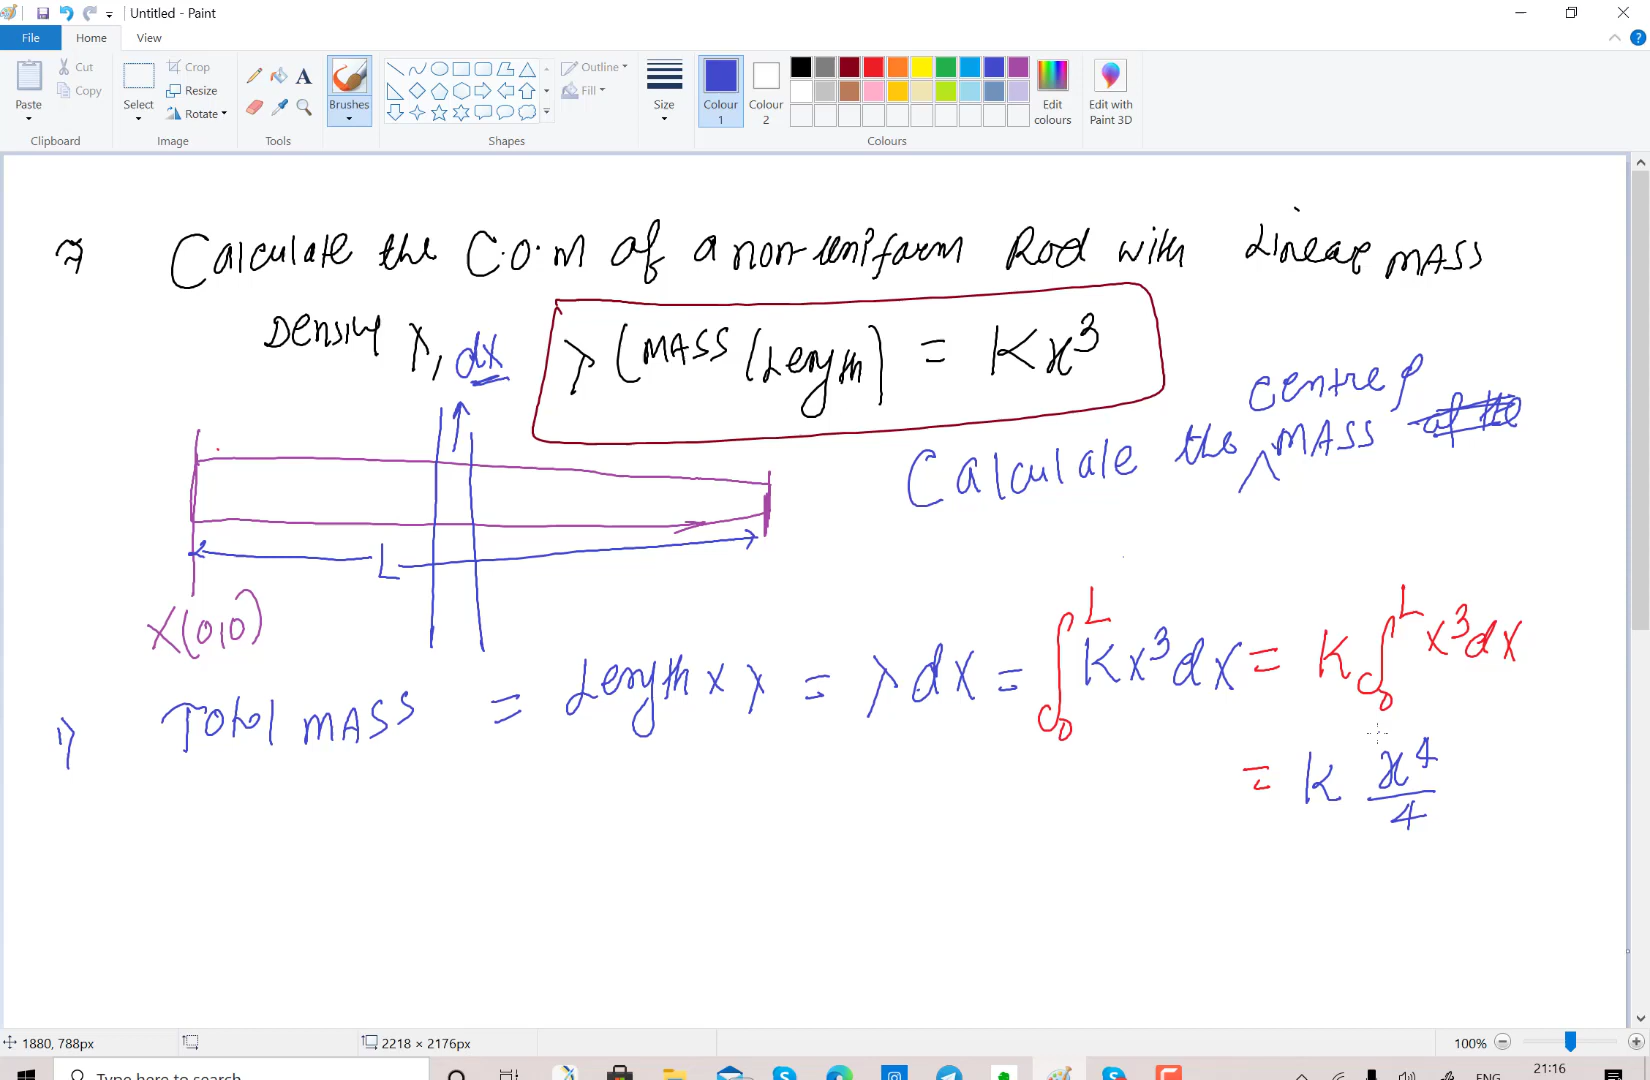 Untitled - Paint
File Home View
Cut
Copy
Paste
Clipboard
Crop
Resize
Rotate
Select
Image
Tools
Brushes
Outline
Fill
Shapes
Size
Colour 1
Colour 2
Edit colours
Edit with Paint 3D
Colours
Calculate the C.O.M of a non-uniform Rod with Linear MASS
Density λ, dx λ (MASS/Length) = Kx³
Calculate the centre of MASS
L
X(0,0)
1) Total MASS = Length x λ = λ dx = ∫₀ᴸ Kx³dx = K ∫₀ᴸ x³dx
= K x⁴/4
1880, 788px 2218 × 2176px 100%
Type here to search ENG 21:16